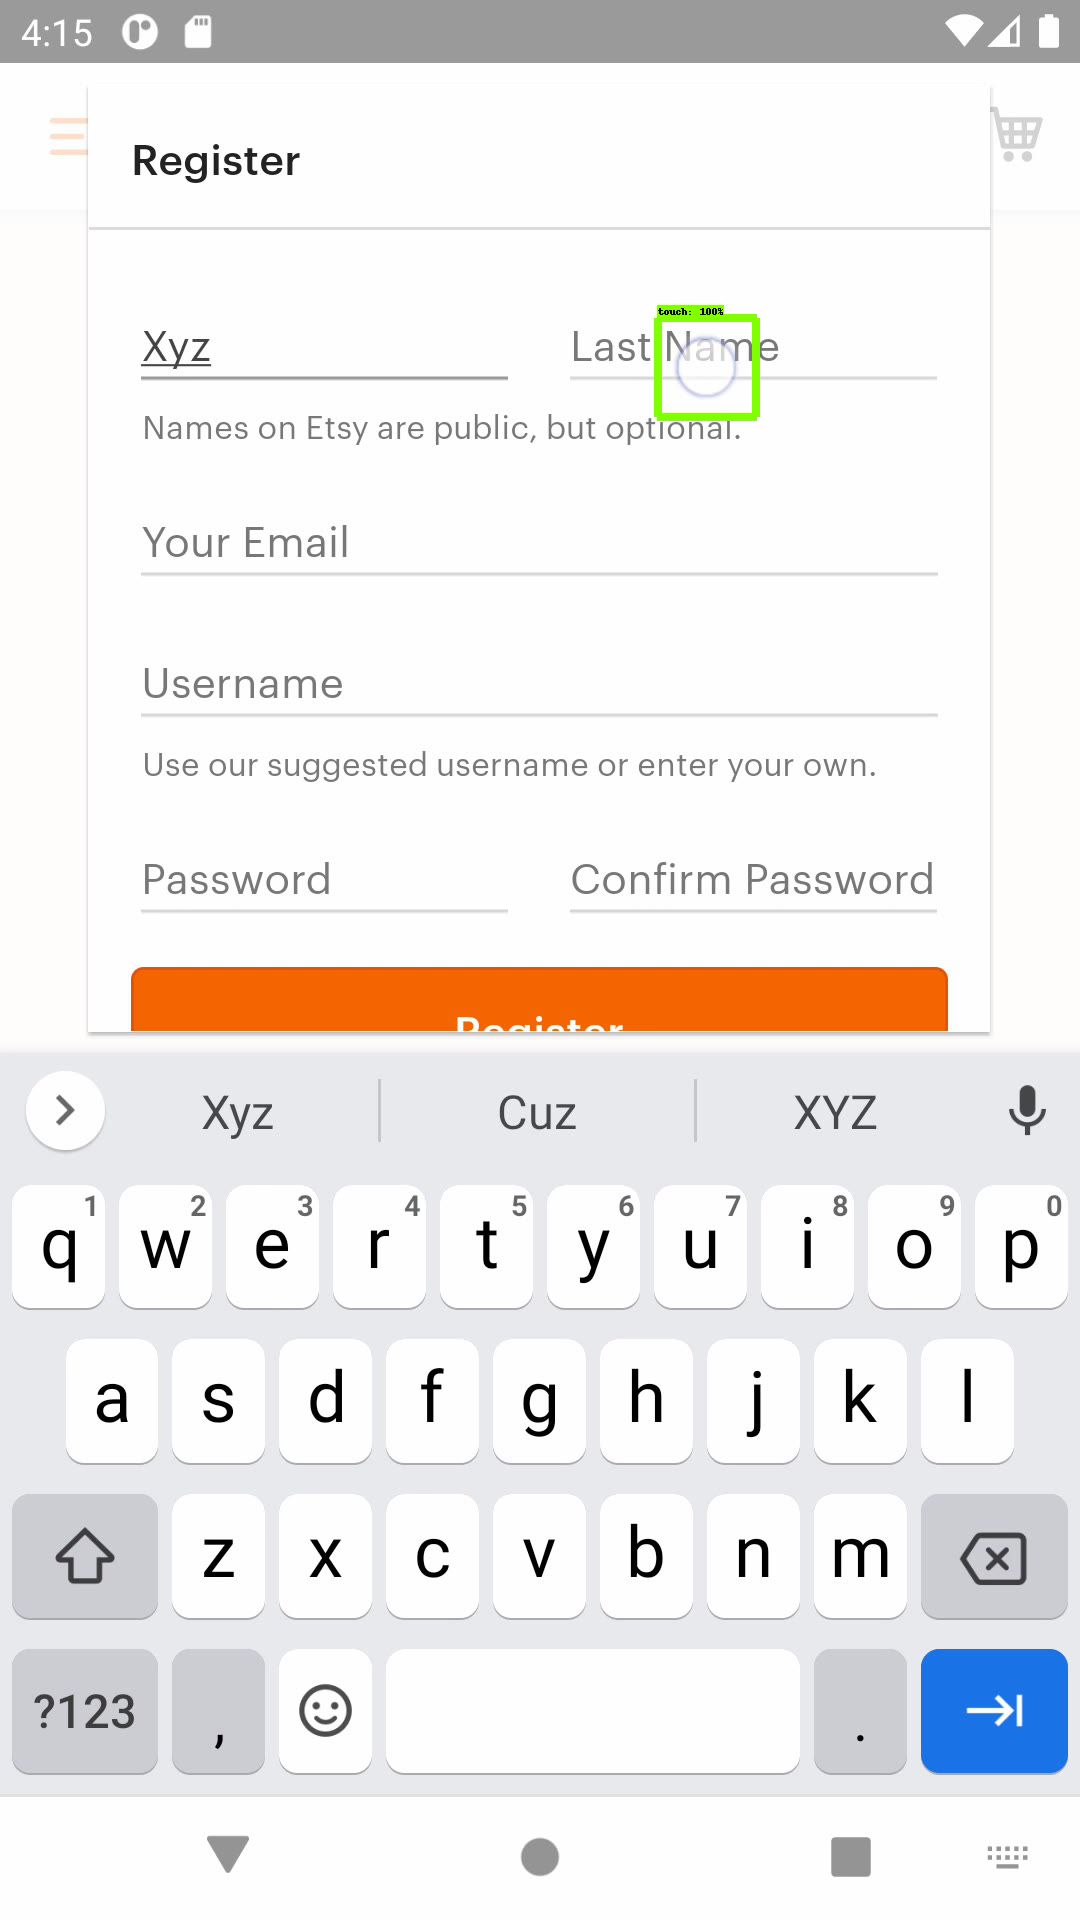 4:15
Register
touch: 100%
Xyz
Last Name
Names on Etsy are public, but optional.
Your Email
Username
Use our suggested username or enter your own.
Password
Confirm Password
Register
Xyz
Cuz
XYZ
1 2 3 4 5 6 7 8 9 0
q w e r t y u i o p
a s d f g h j k l
z x c v b n m
?123 , .